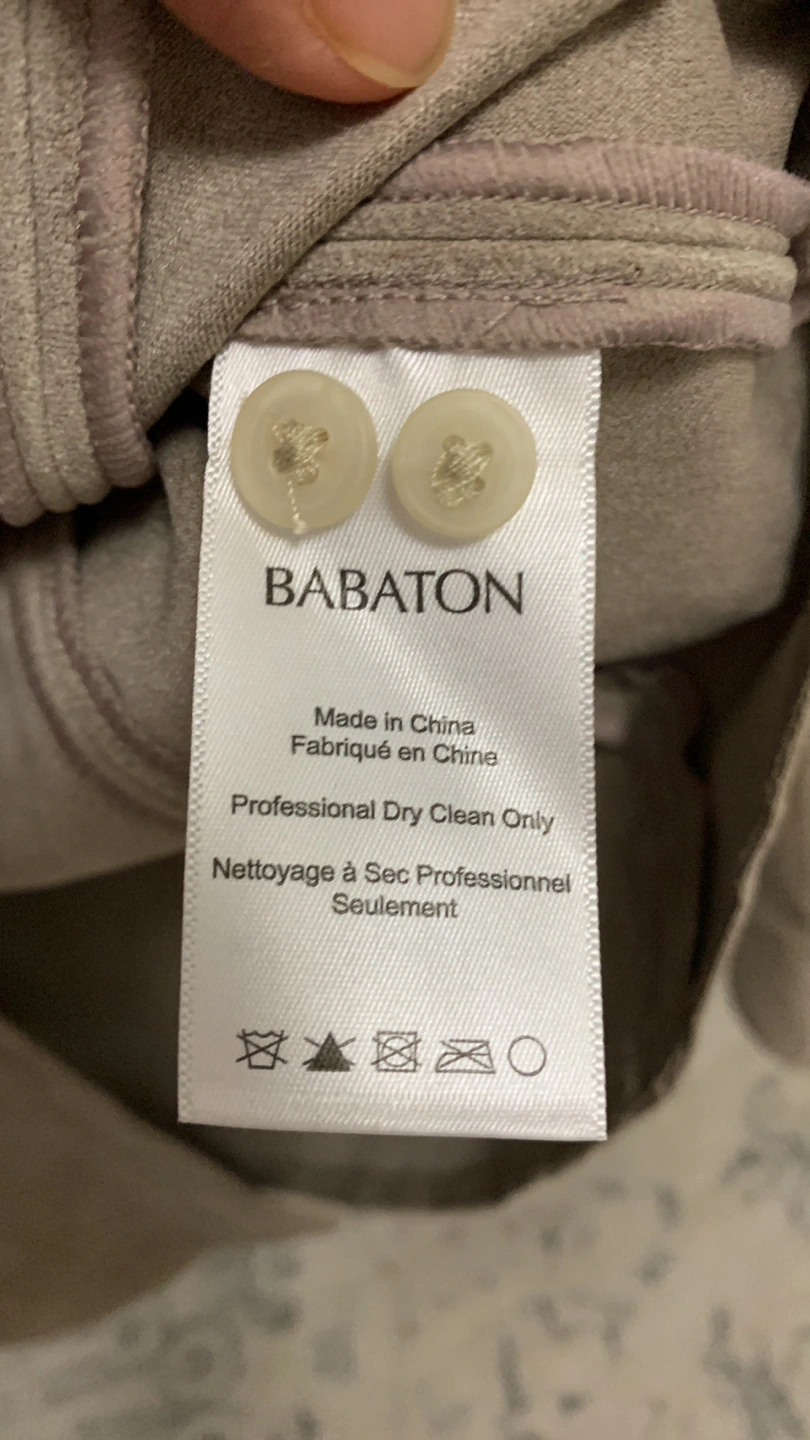 BABATON
Made in China
Fabriqué en Chine
Professional Dry Clean Only
Nettoyage à Sec Professionnel
Seulement